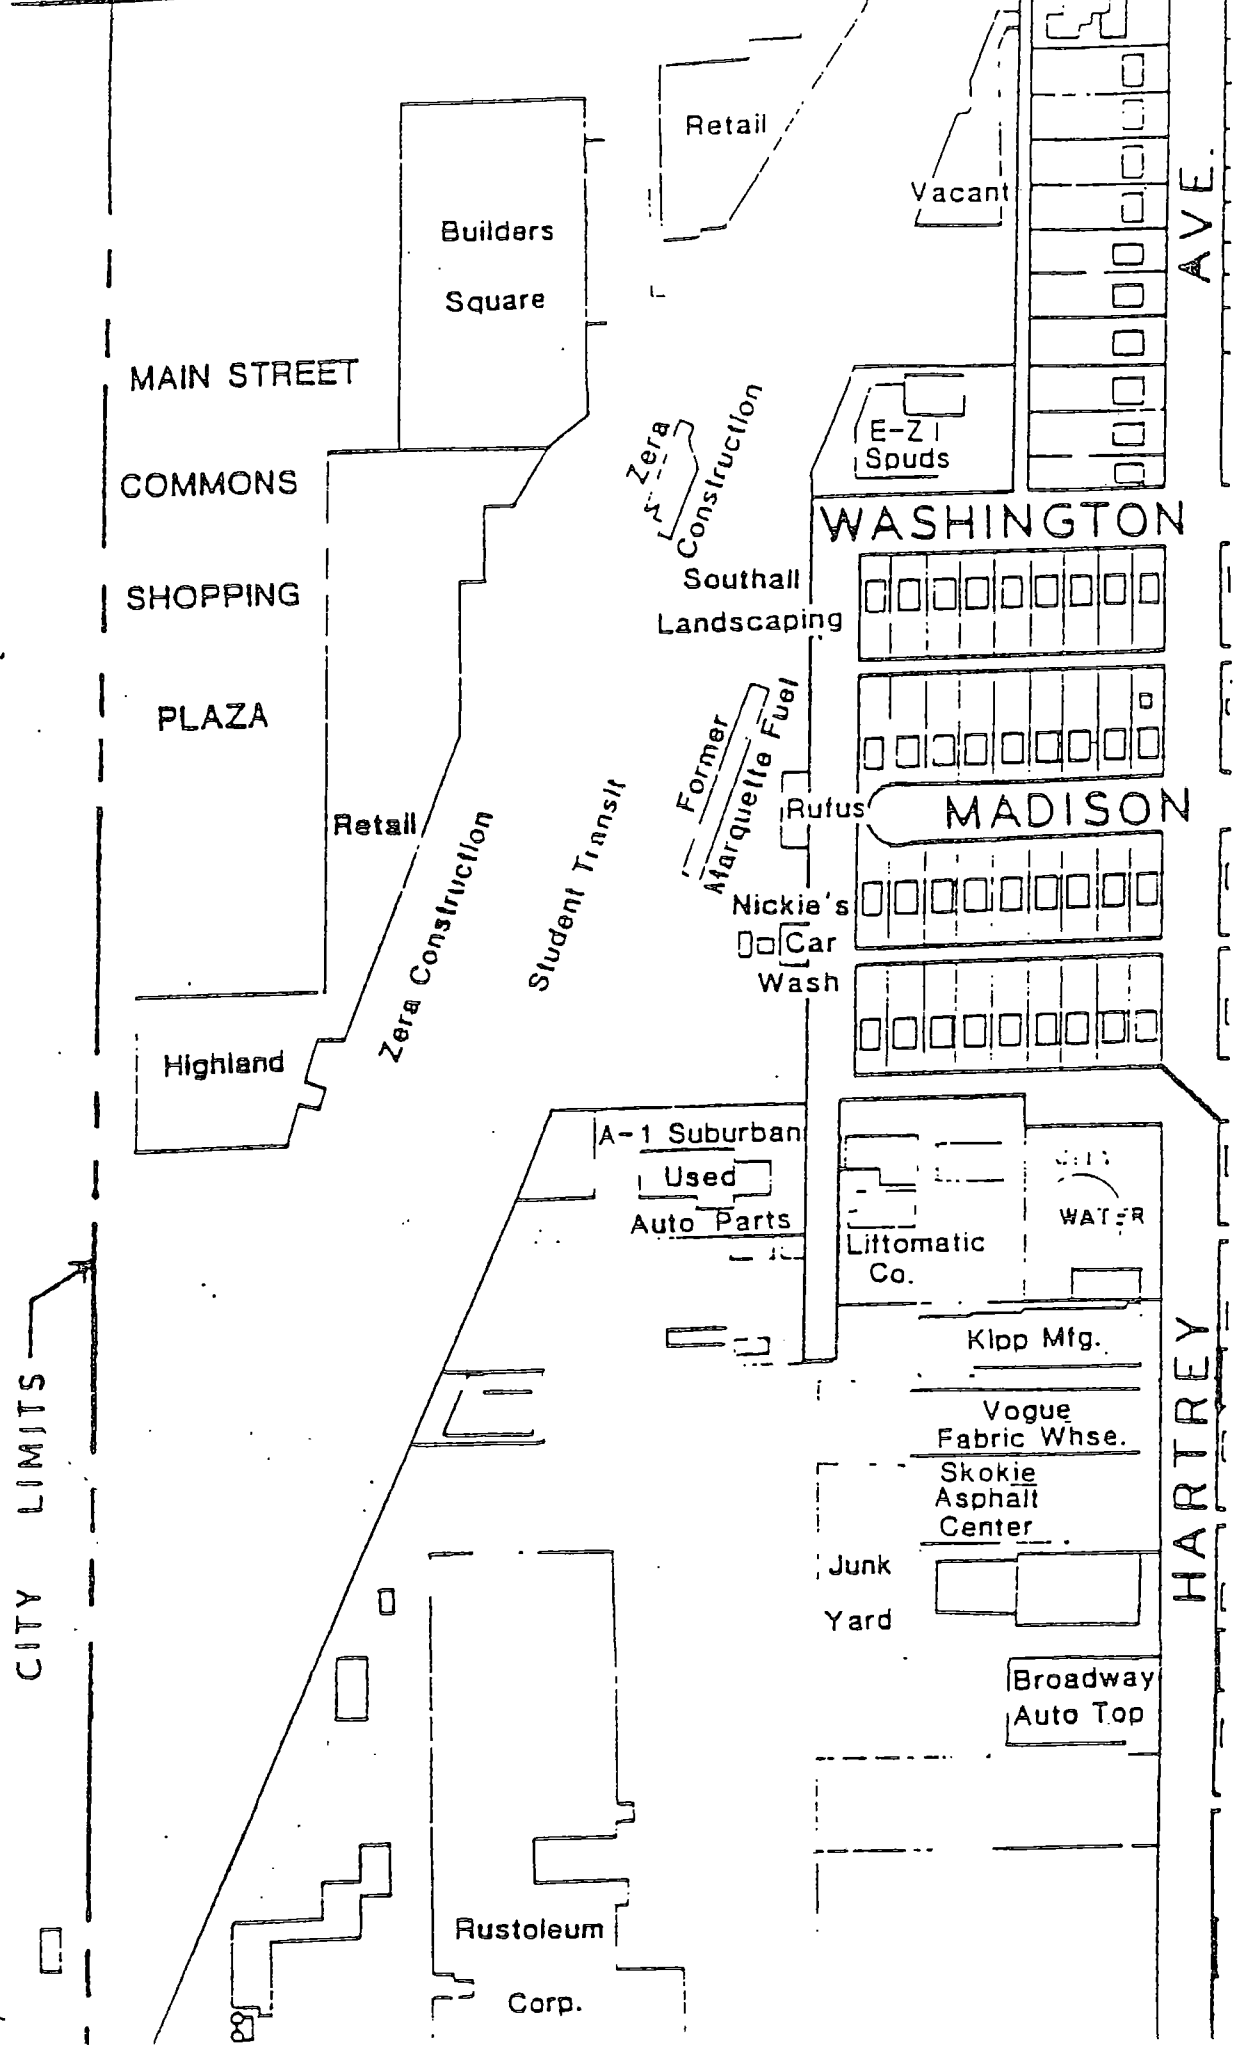 Retail
Vacant
AVE.
Builders
Square
MAIN STREET
COMMONS
SHOPPING
PLAZA
Zera
Construction
E-Z
Spuds
WASHINGTON
Southall
Landscaping
Former
Marquette Fuel
Rufus
MADISON
Retail
Zera Construction
Student Transit
Nickie's
Car
Wash
Highland
A-1 Suburban
Used
Auto Parts
CITY
WATER
Littomatic
Co.
Kipp Mfg.
Vogue
Fabric Whse.
Skokie
Asphalt
Center
Junk
Yard
HARTREY
Broadway
Auto Top
CITY LIMITS
Rustoleum
Corp.